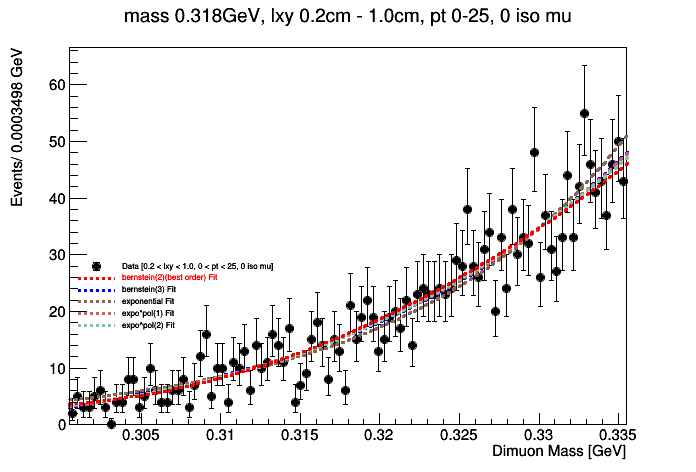 mass 0.318GeV, lxy 0.2cm - 1.0cm, pt 0-25, 0 iso mu
Events/ 0.0003498 GeV
60
50
40
30
20
10
0
Data [0.2 < lxy < 1.0, 0 < pt < 25, 0 iso mu]
bernstein(2)(best order) Fit
bernstein(3) Fit
exponential Fit
expo*pol(1) Fit
expo*pol(2) Fit
0.305 0.31 0.315 0.32 0.325 0.33 0.335
Dimuon Mass [GeV]